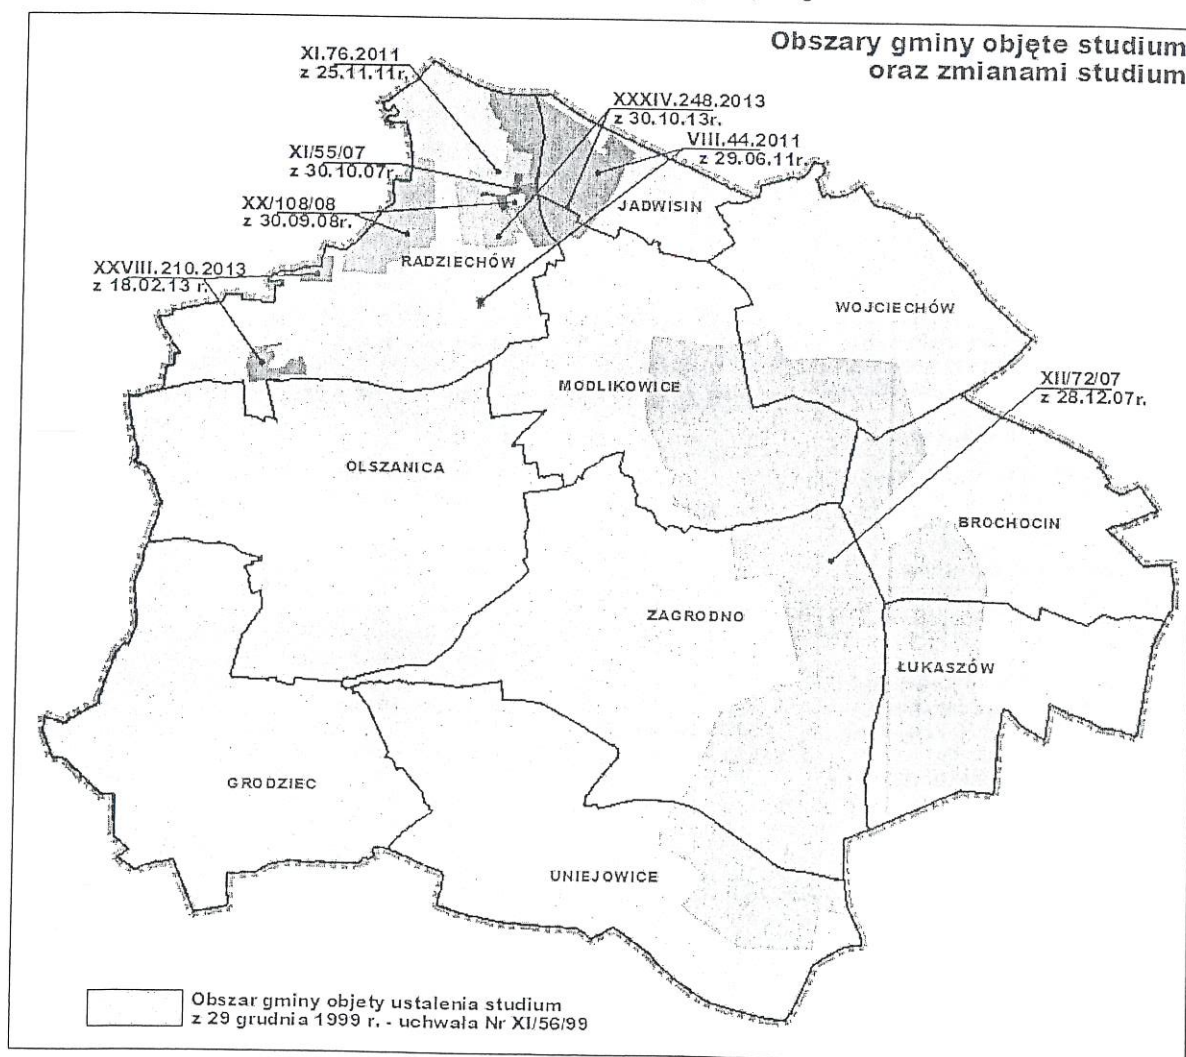 Obszary gminy objęte studium
oraz zmianami studium
XI.76.2011
z 25.11.11r.
XXXIV.248.2013
z 30.10.13r.
VIII.44.2011
z 29.06.11r.
XI/55/07
z 30.10.07r.
XX/108/08
z 30.09.08r.
JADWISIN
RADZIECHÓW
XXVIII.210.2013
z 18.02.13 r.
WOJCIECHÓW
MODLIKOWICE
XII/72/07
z 28.12.07r.
OLSZANICA
BROCHOCIN
ZAGRODNO
ŁUKASZÓW
GRODZIEC
UNIEJOWICE
Obszar gminy objety ustalenia studium
z 29 grudnia 1999 r. - uchwała Nr XI/56/99